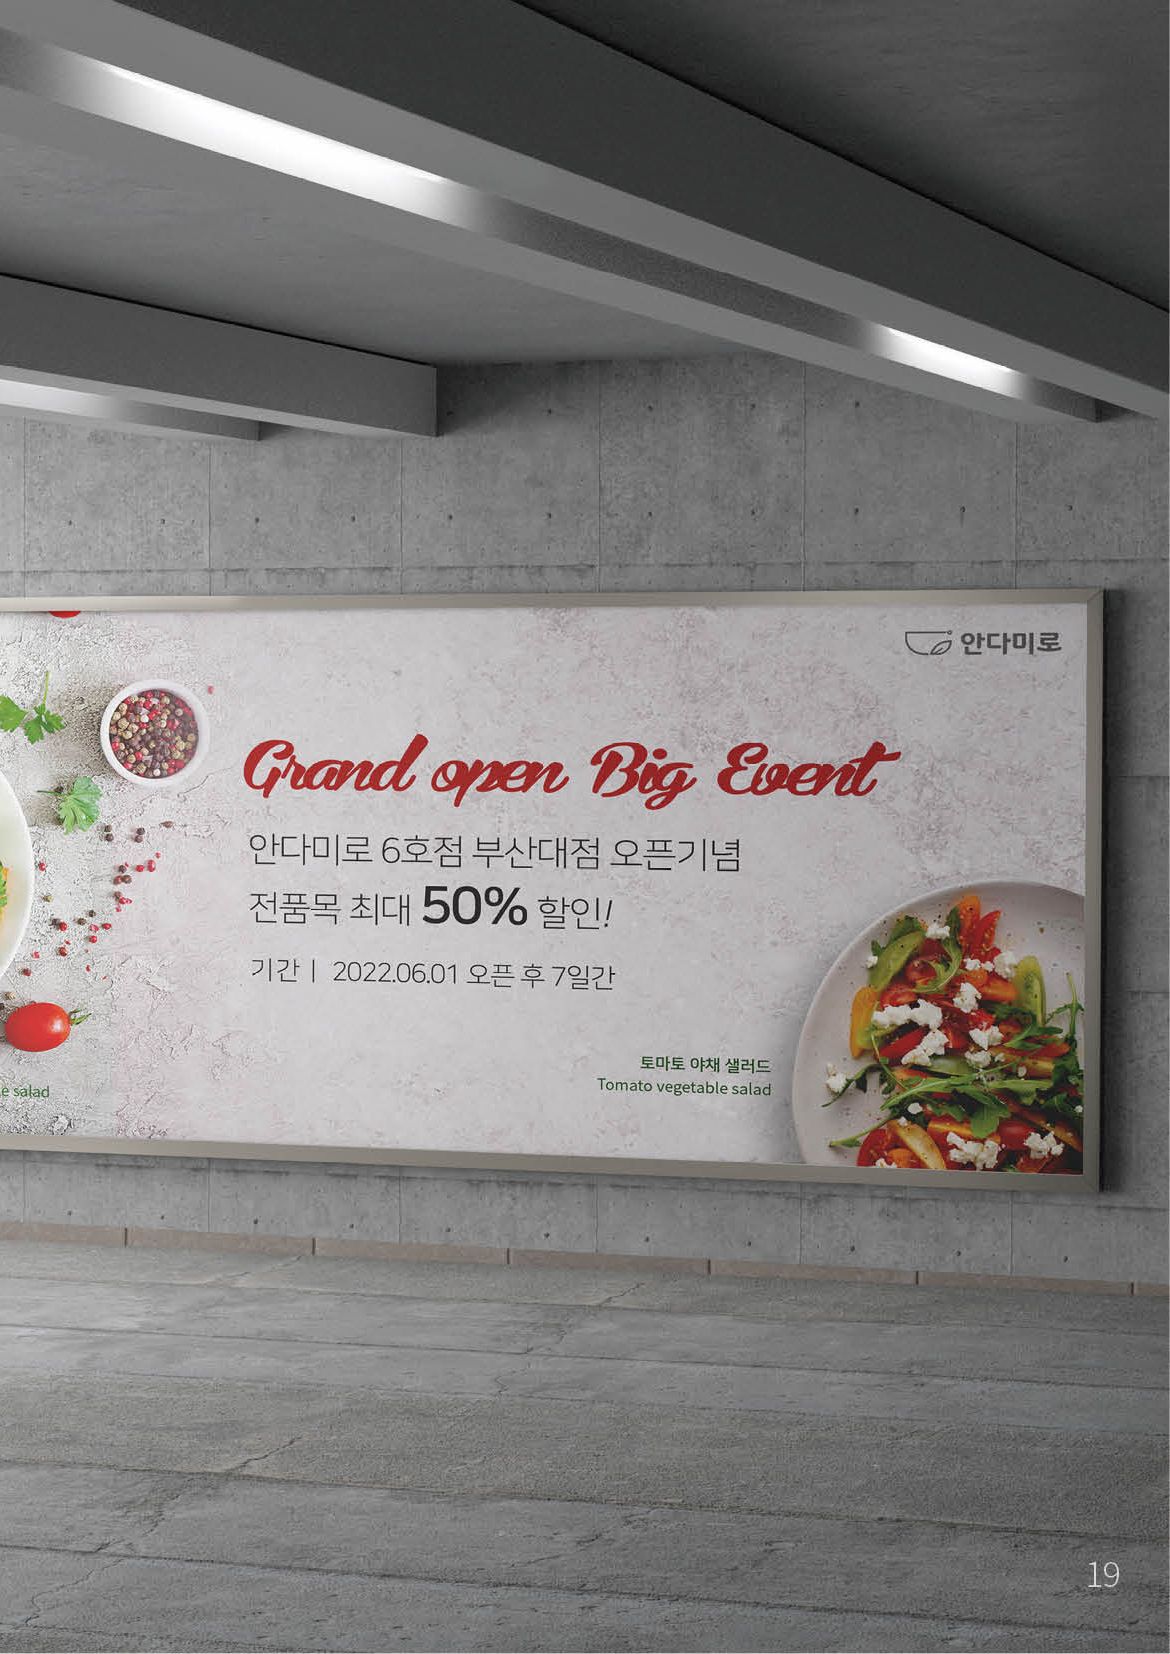 안다미로
Grand open Big Event
안다미로 6호점 부산대점 오픈기념
전품목 최대 50% 할인!
기간 | 2022.06.01 오픈 후 7일간
토마토 야채 샐러드
Tomato vegetable salad
e salad
19